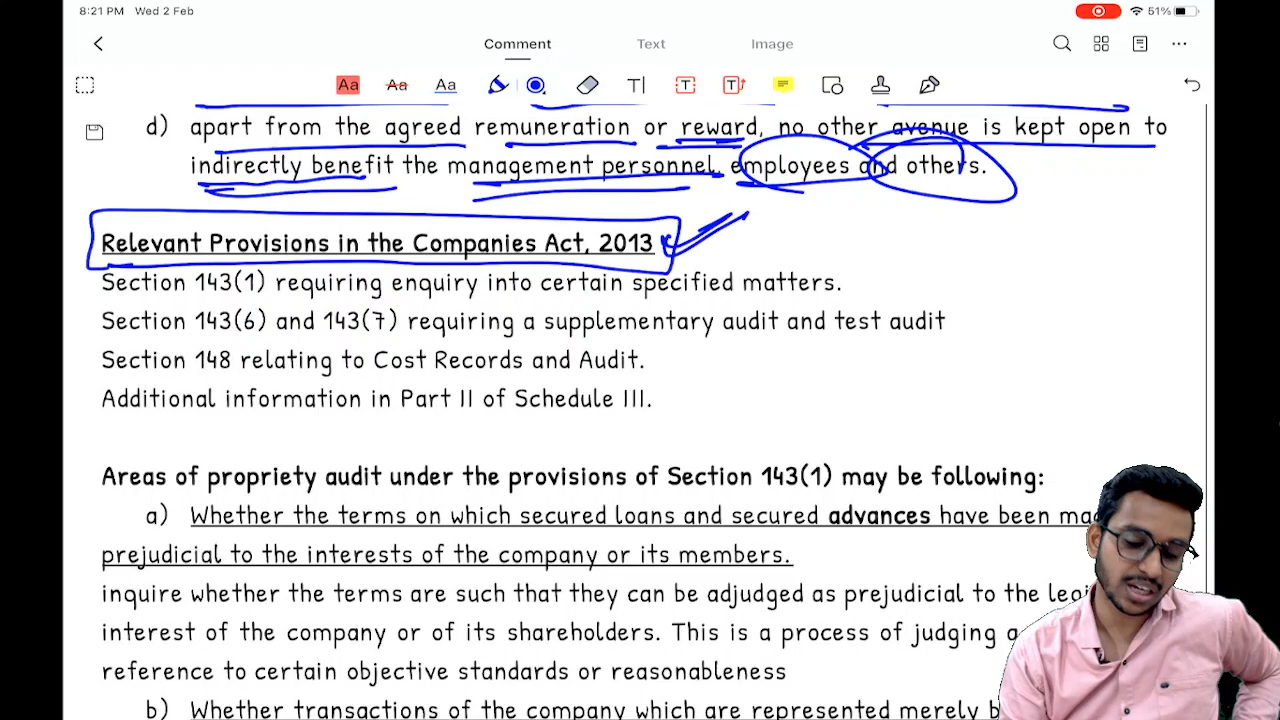 8:21 PM Wed 2 Feb
51%
Comment Text Image
Aa Aa Aa T T T
d) apart from the agreed remuneration or reward, no other avenue is kept open to
indirectly benefit the management personnel, employees and others.
Relevant Provisions in the Companies Act, 2013
Section 143(1) requiring enquiry into certain specified matters.
Section 143(6) and 143(7) requiring a supplementary audit and test audit
Section 148 relating to Cost Records and Audit.
Additional information in Part II of Schedule III.
Areas of propriety audit under the provisions of Section 143(1) may be following:
a) Whether the terms on which secured loans and secured advances have been
prejudicial to the interests of the company or its members.
inquire whether the terms are such that they can be adjudged as prejudicial to the
interest of the company or of its shareholders. This is a process of judging a
reference to certain objective standards or reasonableness
b) Whether transactions of the company which are represented merely